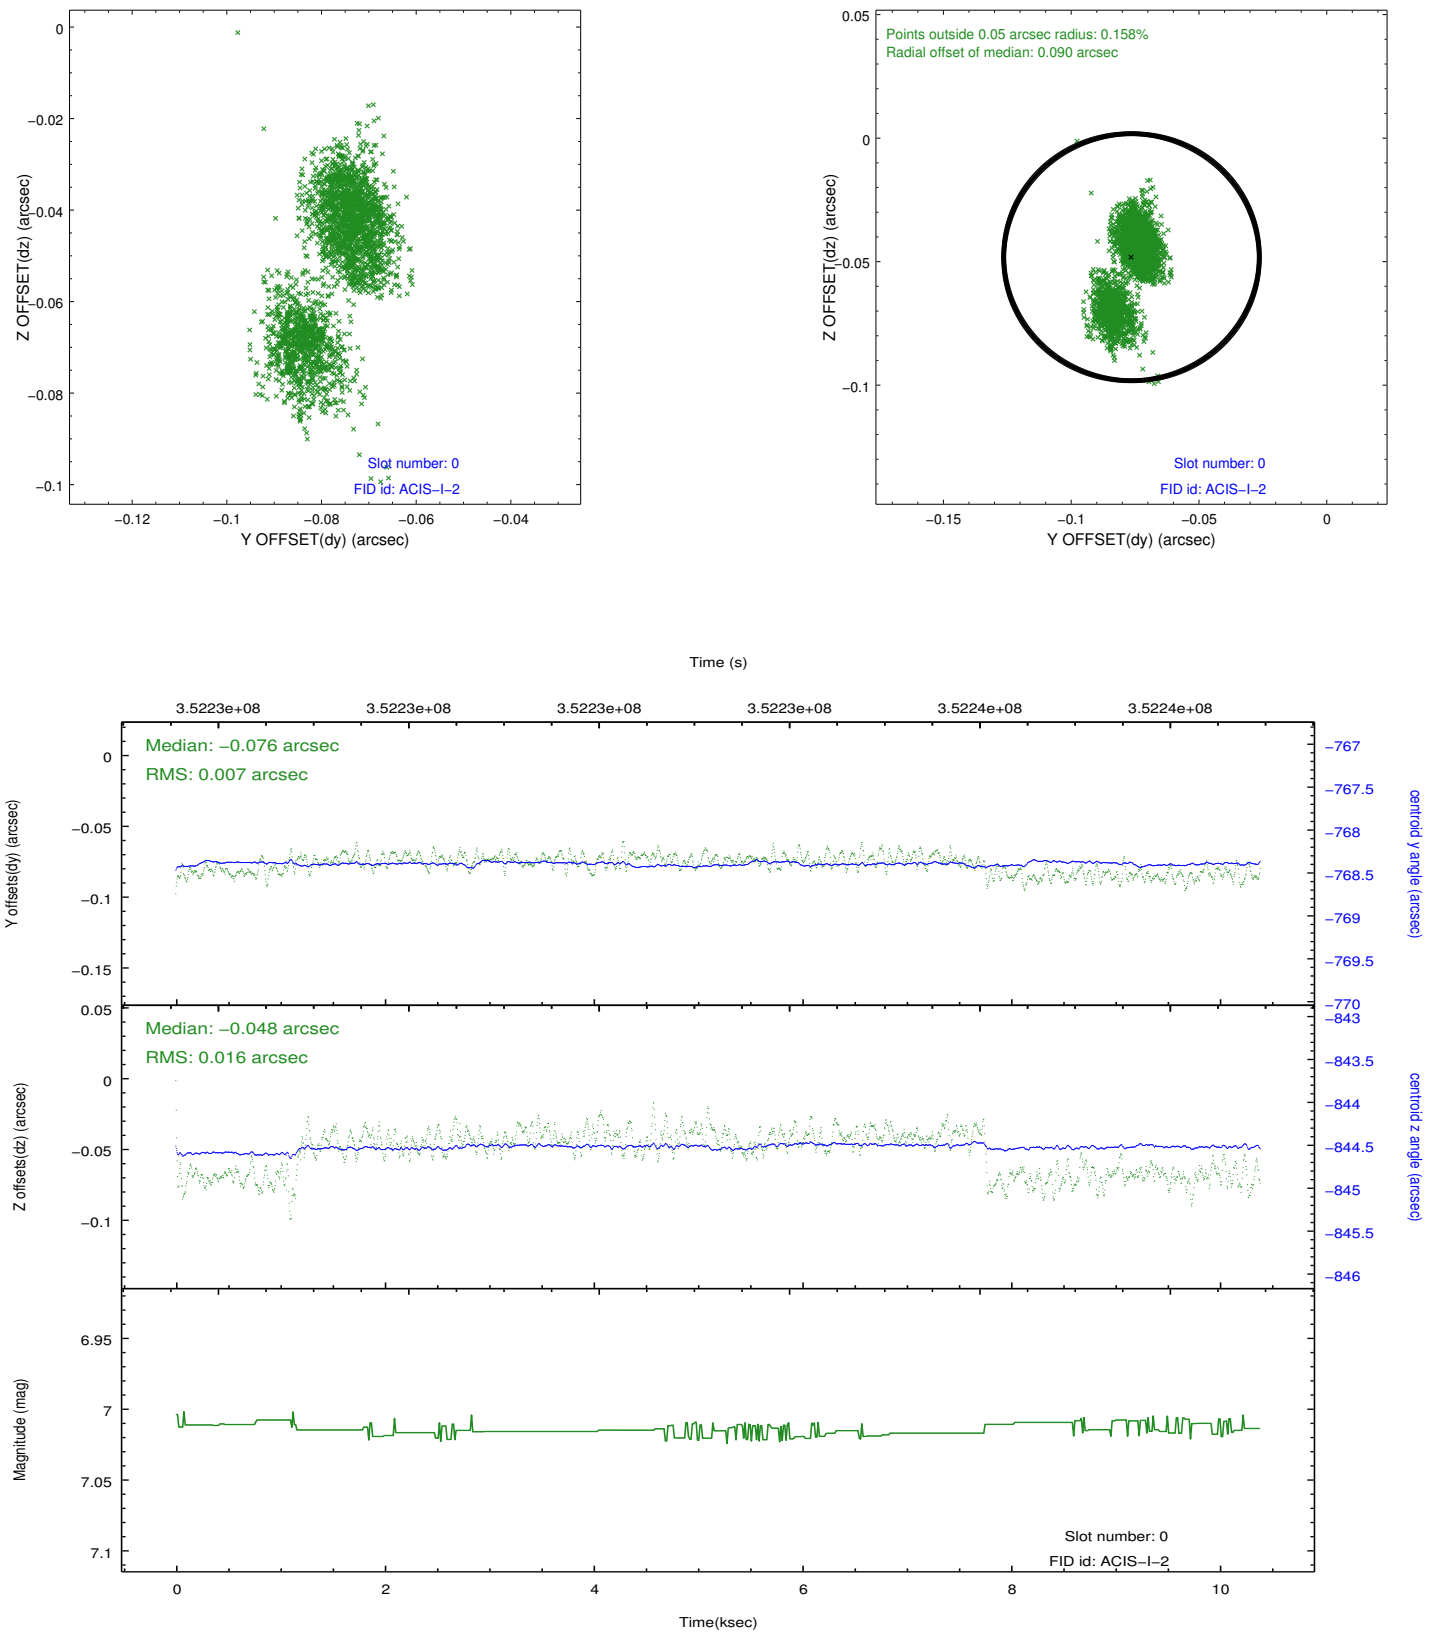 0
−0.02
−0.04
−0.06
−0.08
−0.1
Z OFFSET(dz) (arcsec)
Slot number: 0
FID id: ACIS−I−2
−0.12 −0.1 −0.08 −0.06 −0.04
Y OFFSET(dy) (arcsec)
0.05
0
−0.05
−0.1
Z OFFSET(dz) (arcsec)
Points outside 0.05 arcsec radius: 0.158%
Radial offset of median: 0.090 arcsec
Slot number: 0
FID id: ACIS−I−2
−0.15 −0.1 −0.05 0
Y OFFSET(dy) (arcsec)
Time (s)
3.5223e+08 3.5223e+08 3.5223e+08 3.5223e+08 3.5224e+08 3.5224e+08
Median: −0.076 arcsec
RMS: 0.007 arcsec
0
−0.05
−0.1
−0.15
Y offsets(dy) (arcsec)
−767
−767.5
−768
−768.5
−769
−769.5
−770
centroid y angle (arcsec)
Median: −0.048 arcsec
RMS: 0.016 arcsec
0.05
0
−0.05
−0.1
Z offsets(dz) (arcsec)
−843
−843.5
−844
−844.5
−845
−845.5
−846
centroid z angle (arcsec)
6.95
7
7.05
7.1
Magnitude (mag)
Slot number: 0
FID id: ACIS−I−2
0 2 4 6 8 10
Time(ksec)